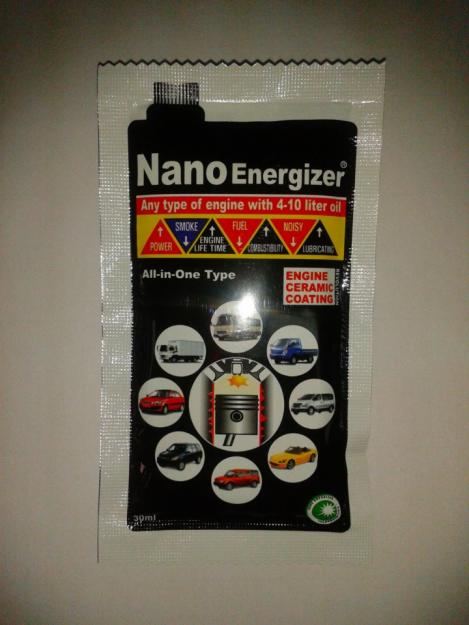 Nano Energizer®
Any type of engine with 4-10 liter oil
POWER
SMOKE
ENGINE
LIFE TIME
FUEL
COMBUSTIBILITY
NOISY
LUBRICATING
All-in-One Type
ENGINE
CERAMIC
COATING
30ml